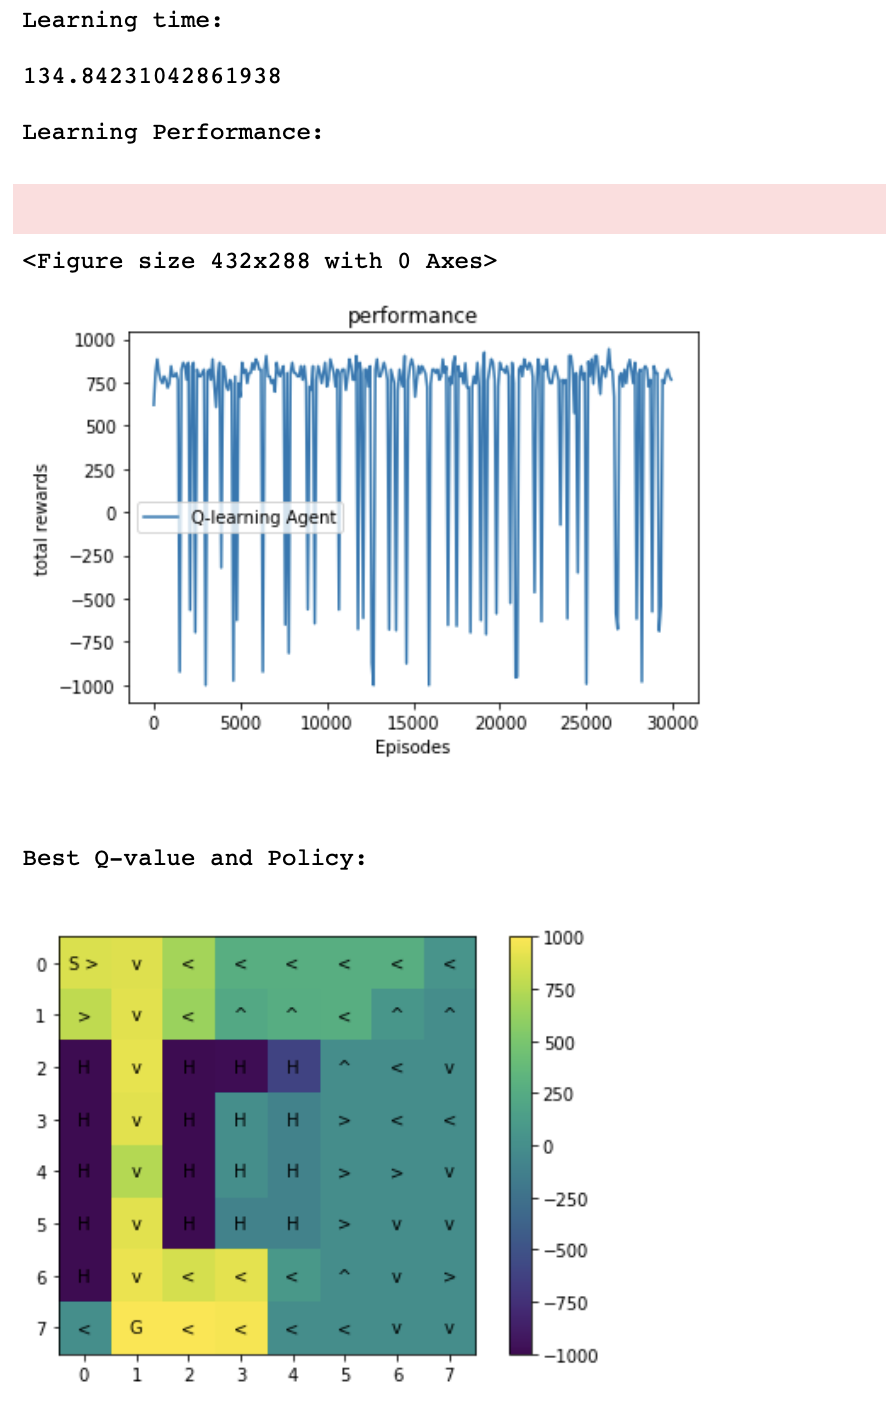 Learning time:
134.84231042861938
Learning Performance:
<Figure size 432x288 with 0 Axes>
performance
1000
750
500
250
0
−250
−500
−750
−1000
total rewards
Q-learning Agent
0 5000 10000 15000 20000 25000 30000
Episodes
Best Q-value and Policy:
0 S > v < < < < < <
1 > v < ^ ^ < ^ ^
2 H v H H H ^ < v
3 H v H H H > < <
4 H v H H H > > v
5 H v H H H > v v
6 H v < < < ^ v >
7 < G < < < < v v
0 1 2 3 4 5 6 7
1000
750
500
250
0
−250
−500
−750
−1000